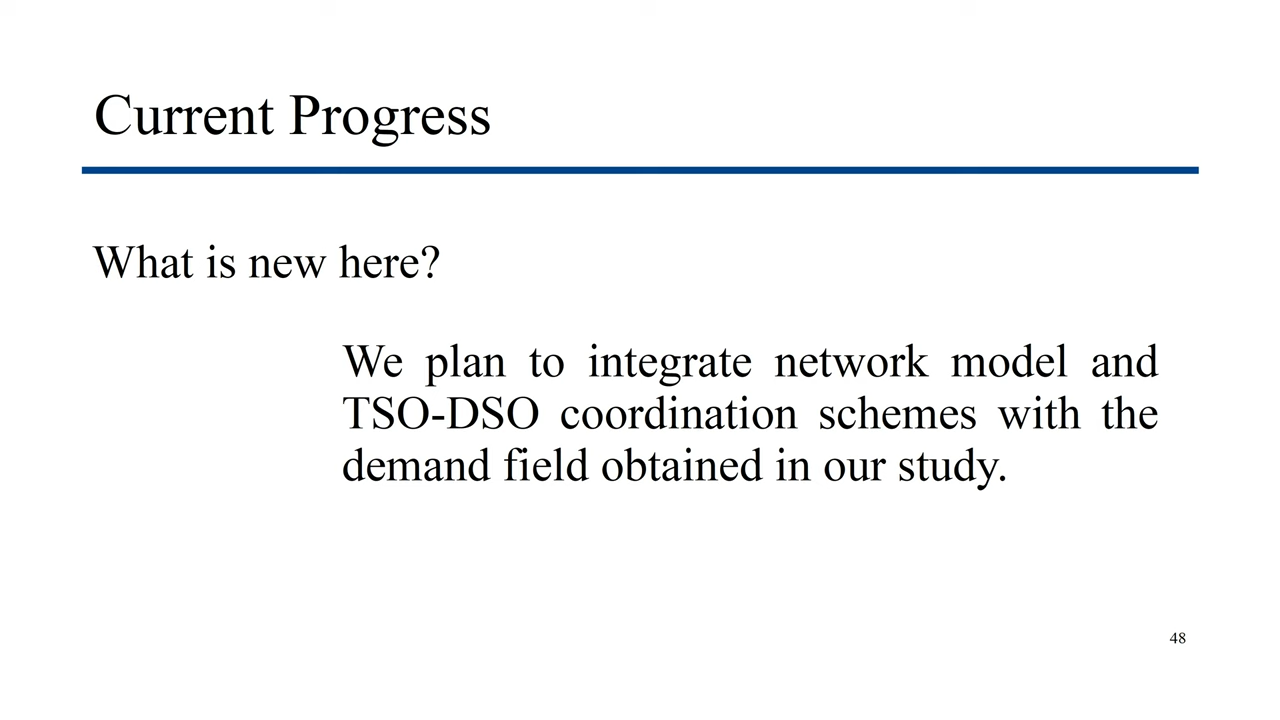 Current Progress
What is new here?
We plan to integrate network model and
TSO-DSO coordination schemes with the
demand field obtained in our study.
48